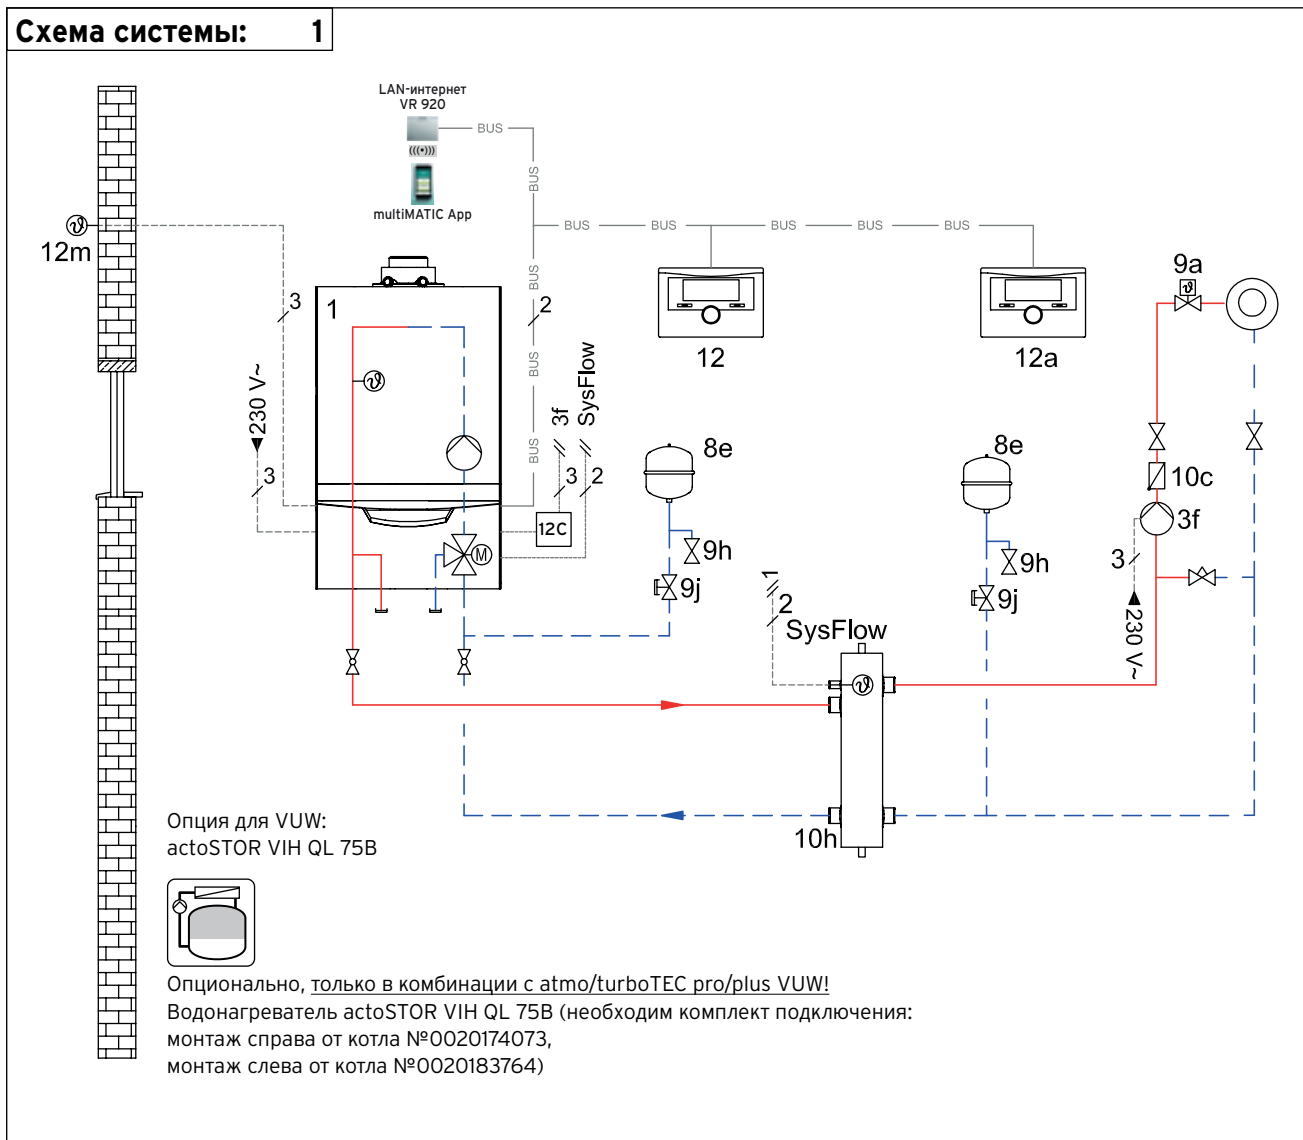 Схема системы: 1
LAN-интернет
VR 920
BUS
BUS
((((•))))
multiMATIC App
BUS
BUS
BUS
BUS
BUS
ϑ
12m
3
1
BUS
2
12
12a
9a
ϑ
ϑ
BUS
230 V~
3
BUS
3f
SysFlow
3
2
8e
8e
10c
3f
12C
M
9h
9j
9h
9j
3
230 V~
1
2
SysFlow
ϑ
10h
Опция для VUW:
actoSTOR VIH QL 75B
Опционально, только в комбинации с atmo/turboTEC pro/plus VUW!
Водонагреватель actoSTOR VIH QL 75B (необходим комплект подключения:
монтаж справа от котла №0020174073,
монтаж слева от котла №0020183764)